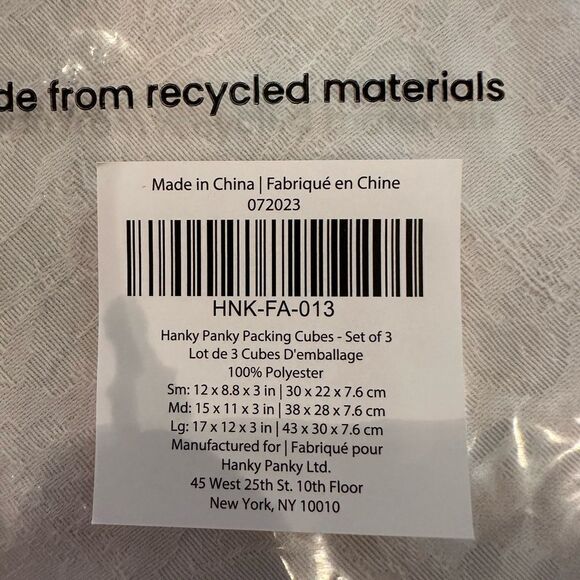 de from recycled materials
Made in China | Fabriqué en Chine
072023
HNK-FA-013
Hanky Panky Packing Cubes - Set of 3
Lot de 3 Cubes D'emballage
100% Polyester
Sm: 12 x 8.8 x 3 in | 30 x 22 x 7.6 cm
Md: 15 x 11 x 3 in | 38 x 28 x 7.6 cm
Lg: 17 x 12 x 3 in | 43 x 30 x 7.6 cm
Manufactured for | Fabriqué pour
Hanky Panky Ltd.
45 West 25th St. 10th Floor
New York, NY 10010